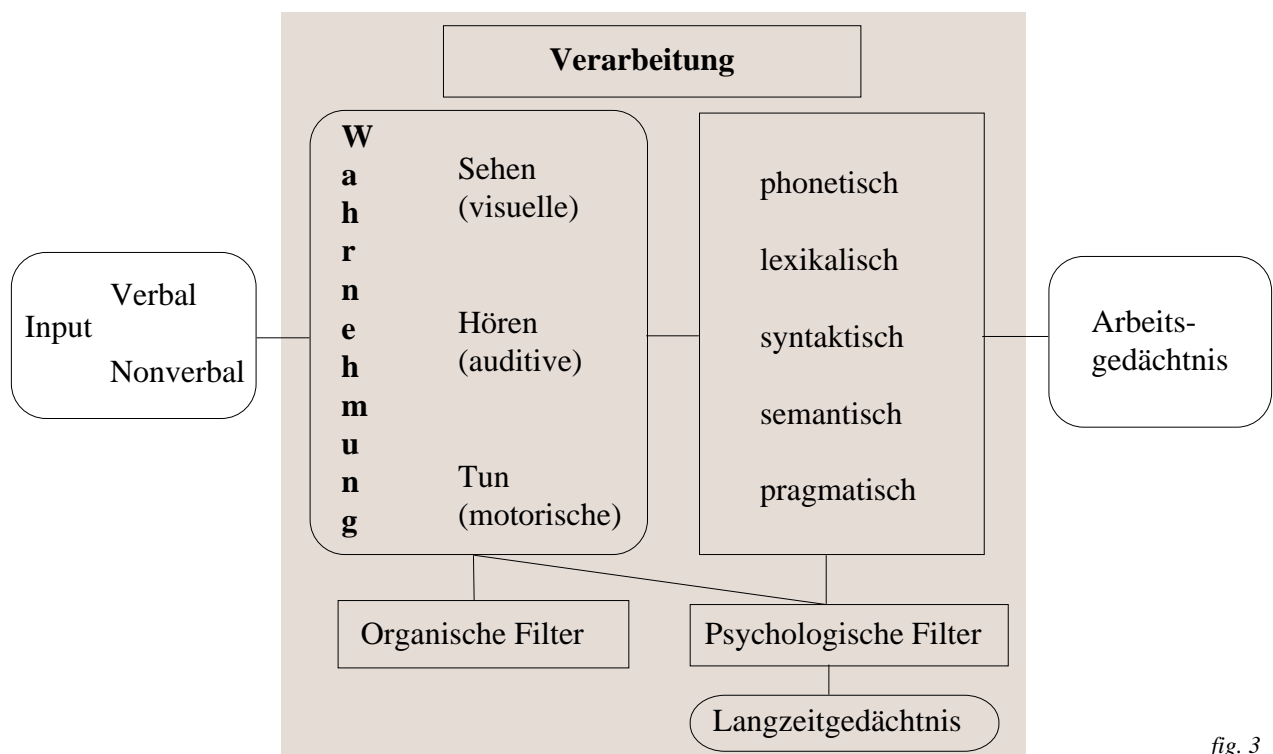 Verarbeitung
Input
Verbal
Nonverbal
Wahrnehmung
Sehen
(visuelle)
Hören
(auditive)
Tun
(motorische)
phonetisch
lexikalisch
syntaktisch
semantisch
pragmatisch
Arbeits-
gedächtnis
Organische Filter
Psychologische Filter
Langzeitgedächtnis
fig. 3